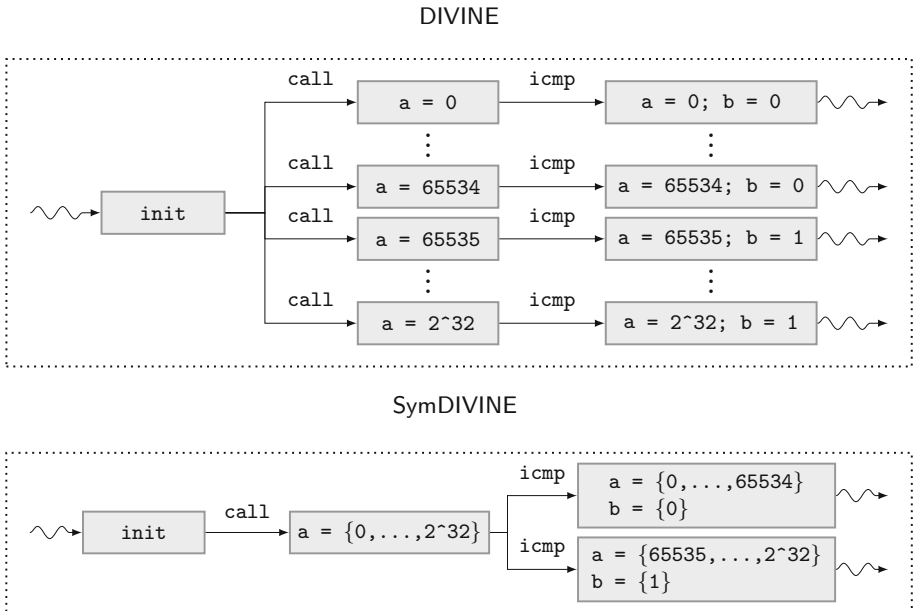 DIVINE
call
icmp
a = 0
a = 0; b = 0
call
icmp
a = 65534
a = 65534; b = 0
init
call
icmp
a = 65535
a = 65535; b = 1
call
icmp
a = 2^32
a = 2^32; b = 1
SymDIVINE
init
call
a = {0,...,2^32}
icmp
a = {0,...,65534}
b = {0}
icmp
a = {65535,...,2^32}
b = {1}